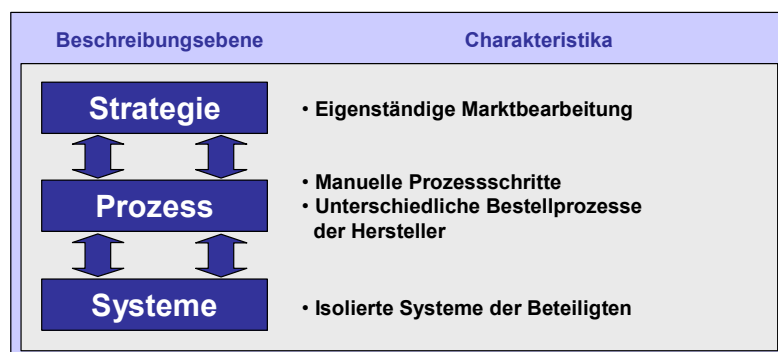 Beschreibungsebene Charakteristika
Strategie
• Eigenständige Marktbearbeitung
Prozess
• Manuelle Prozessschritte
• Unterschiedliche Bestellprozesse
der Hersteller
Systeme
• Isolierte Systeme der Beteiligten